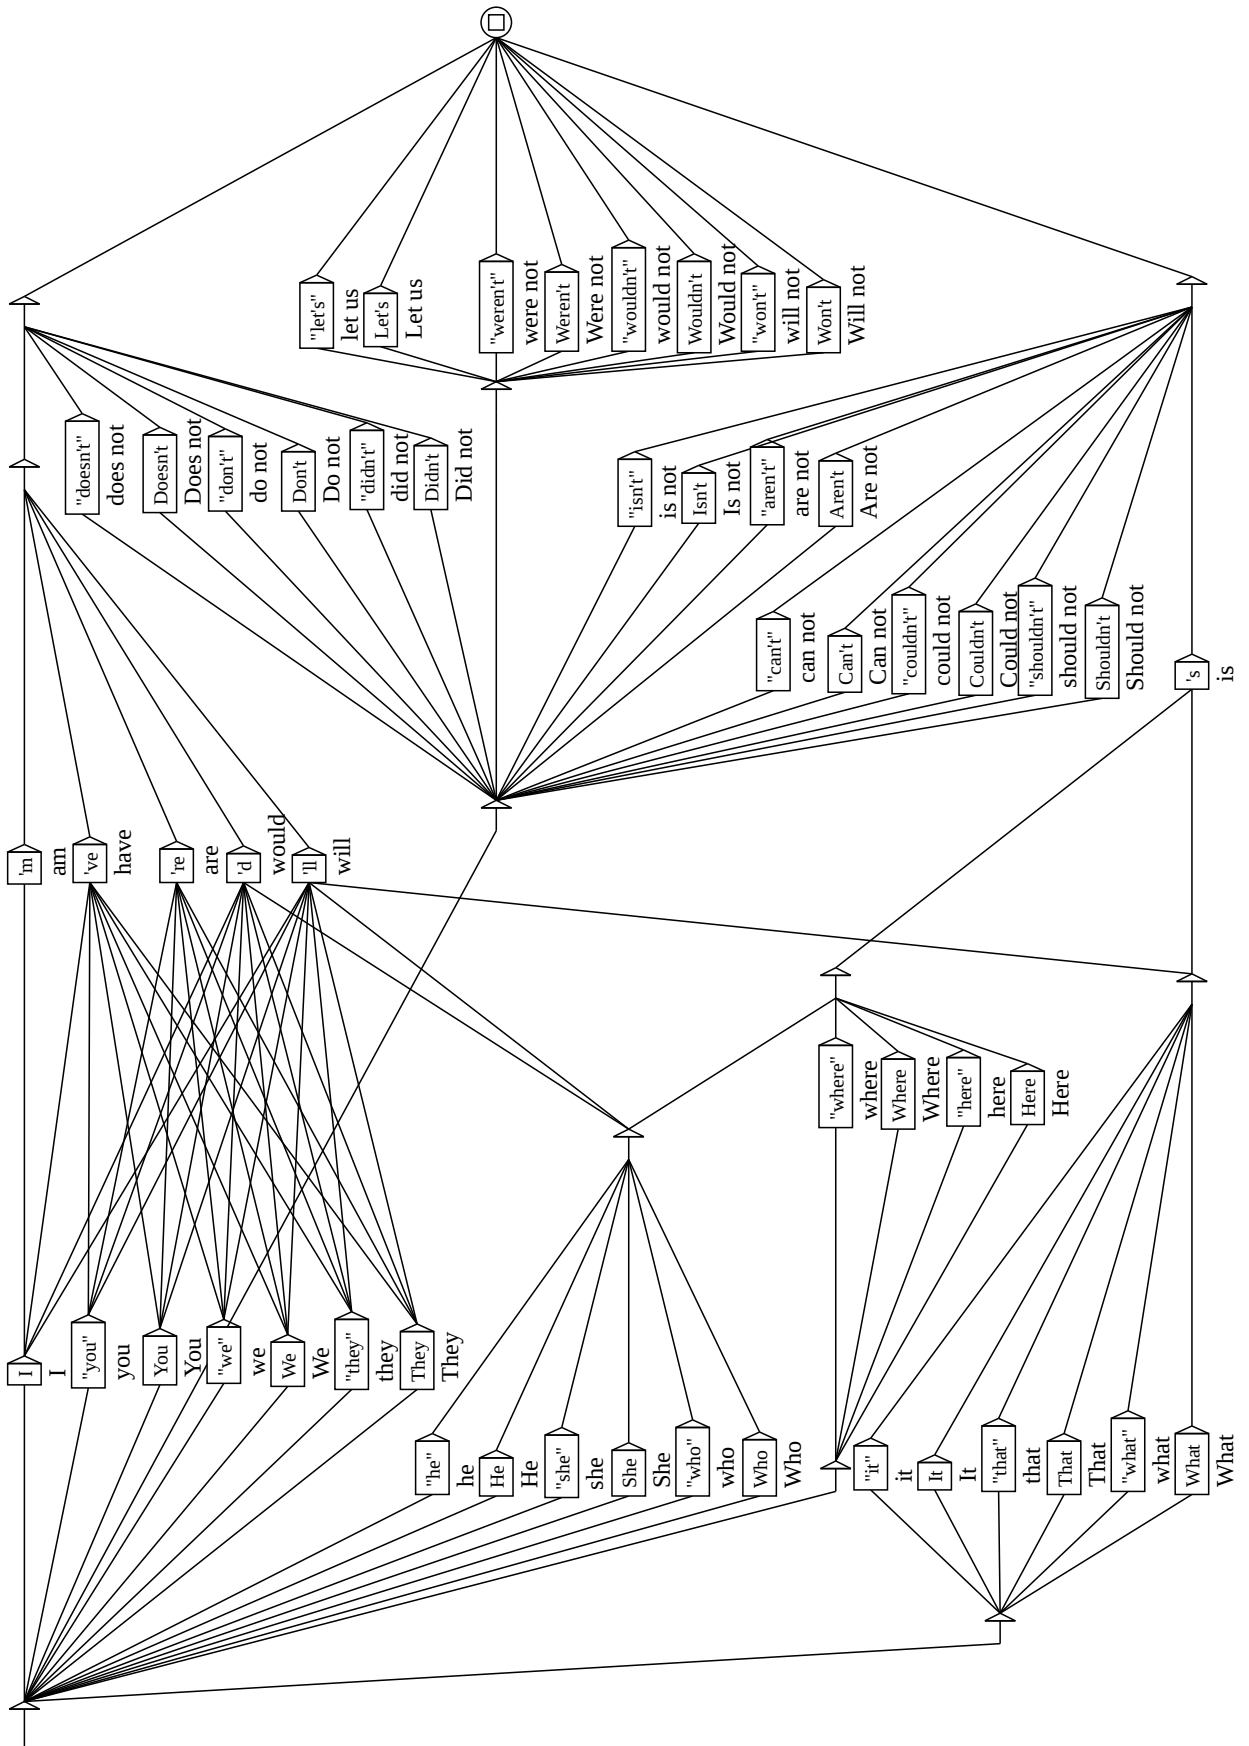 "let's"
let us
Let's
Let us
"weren't"
were not
Weren't
Were not
"wouldn't"
would not
Wouldn't
Would not
"won't"
will not
Won't
Will not
"doesn't"
does not
Doesn't
Does not
"don't"
do not
Don't
Do not
"didn't"
did not
Didn't
Did not
"isn't"
is not
Isn't
Is not
"aren't"
are not
Aren't
Are not
"can't"
can not
Can't
Can not
"couldn't"
could not
Couldn't
Could not
"shouldn't"
should not
Shouldn't
Should not
's
is
'm
am
've
have
're
are
'd
would
'll
will
"where"
where
Where
Where
"here"
here
Here
Here
I
I
"you"
you
You
You
"we"
we
We
We
"they"
they
They
They
"he"
he
He
He
"she"
she
She
She
"who"
who
Who
Who
"it"
it
It
It
"that"
that
That
That
"what"
what
What
What